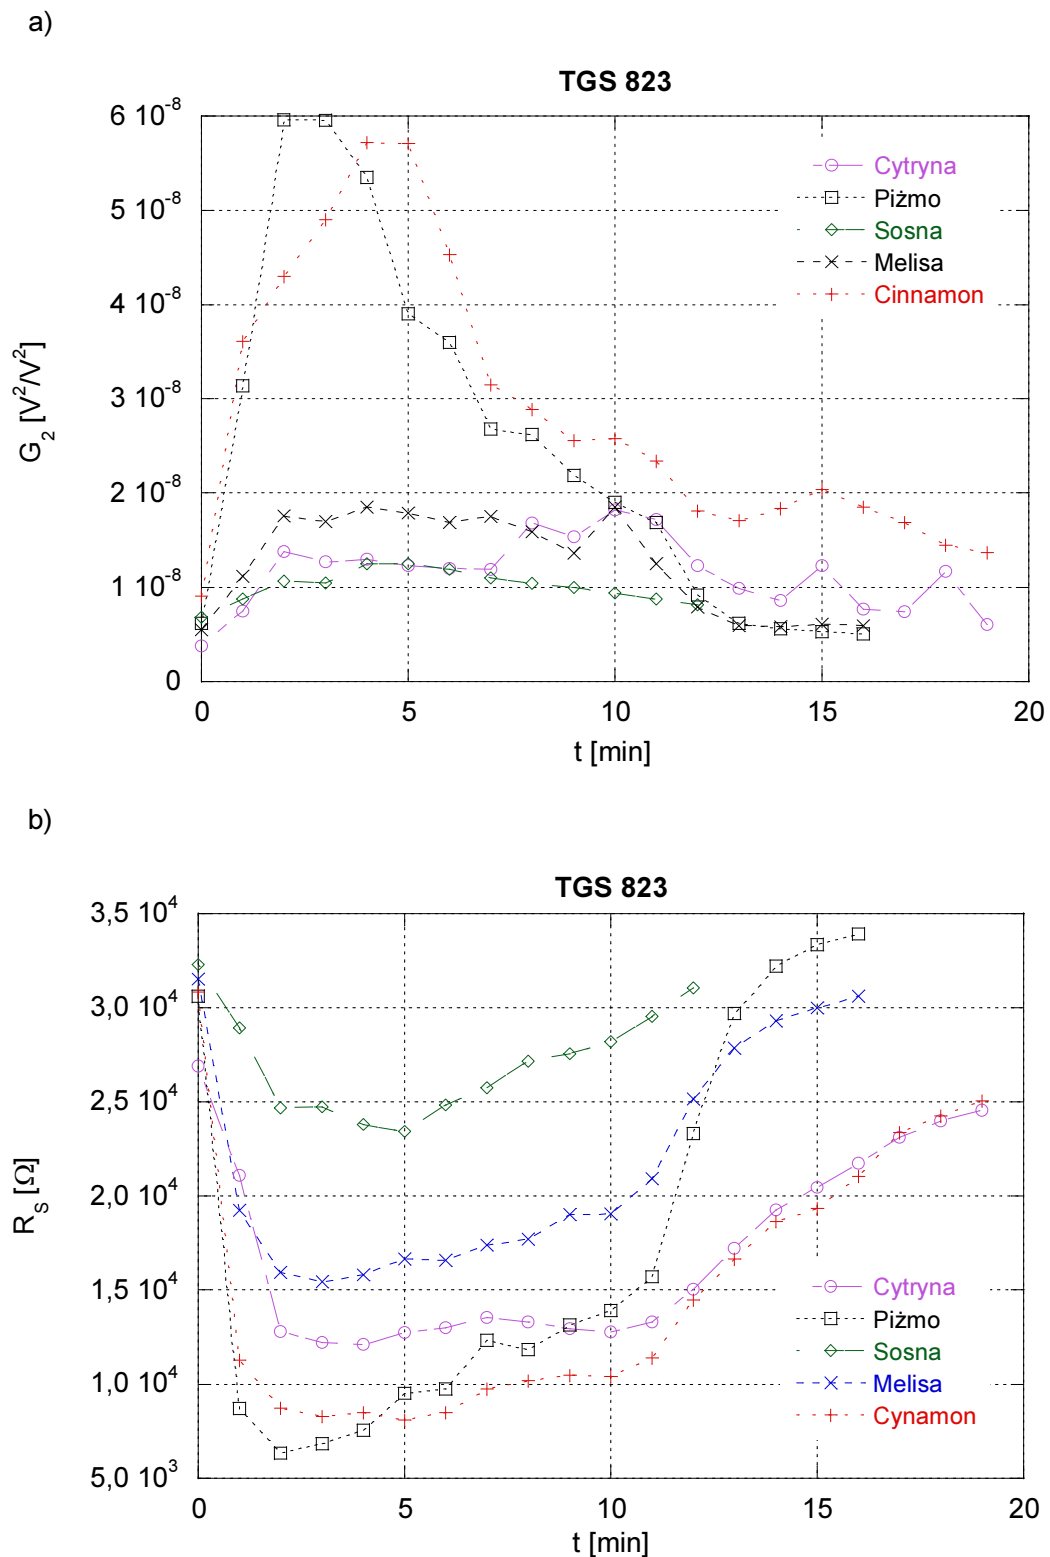 a)
TGS 823
6 10⁻⁸
5 10⁻⁸
4 10⁻⁸
3 10⁻⁸
2 10⁻⁸
1 10⁻⁸
0
G₂ [V²/V²]
Cytryna
Piżmo
Sosna
Melisa
Cinnamon
0 5 10 15 20
t [min]
b)
TGS 823
3,5 10⁴
3,0 10⁴
2,5 10⁴
2,0 10⁴
1,5 10⁴
1,0 10⁴
5,0 10³
R_S [Ω]
Cytryna
Piżmo
Sosna
Melisa
Cynamon
0 5 10 15 20
t [min]